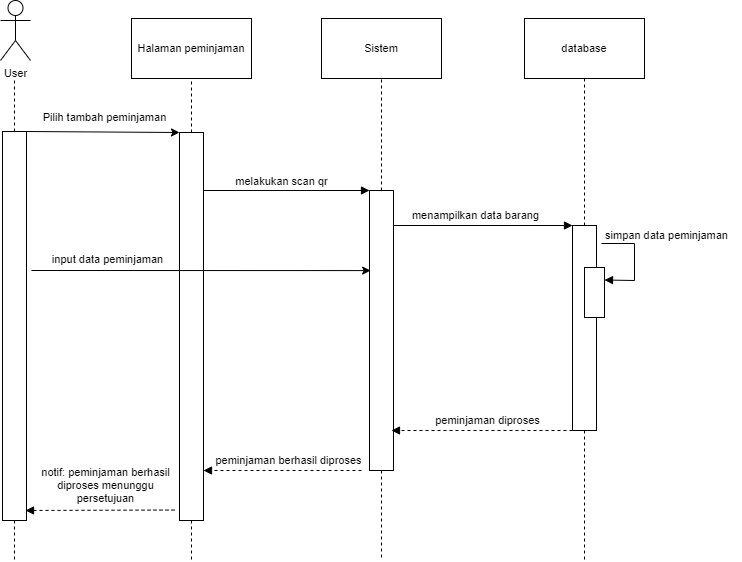 User
Halaman peminjaman
Sistem
database
Pilih tambah peminjaman
melakukan scan qr
menampilkan data barang
simpan data peminjaman
input data peminjaman
peminjaman diproses
peminjaman berhasil diproses
notif: peminjaman berhasil
diproses menunggu
persetujuan